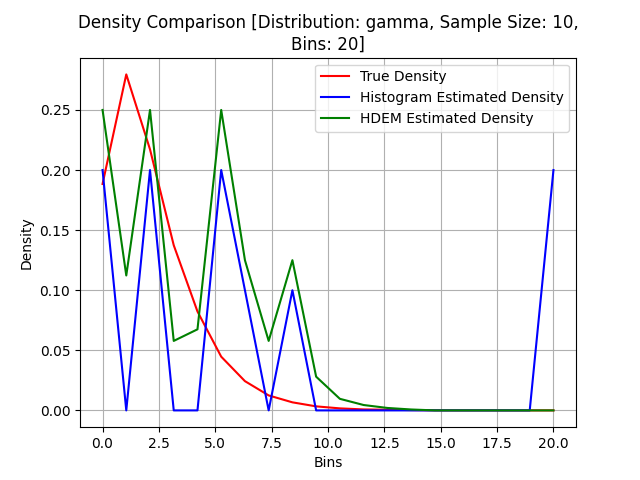 Density Comparison [Distribution: gamma, Sample Size: 10,
Bins: 20]
True Density
Histogram Estimated Density
HDEM Estimated Density
Density
0.25
0.20
0.15
0.10
0.05
0.00
0.0 2.5 5.0 7.5 10.0 12.5 15.0 17.5 20.0
Bins